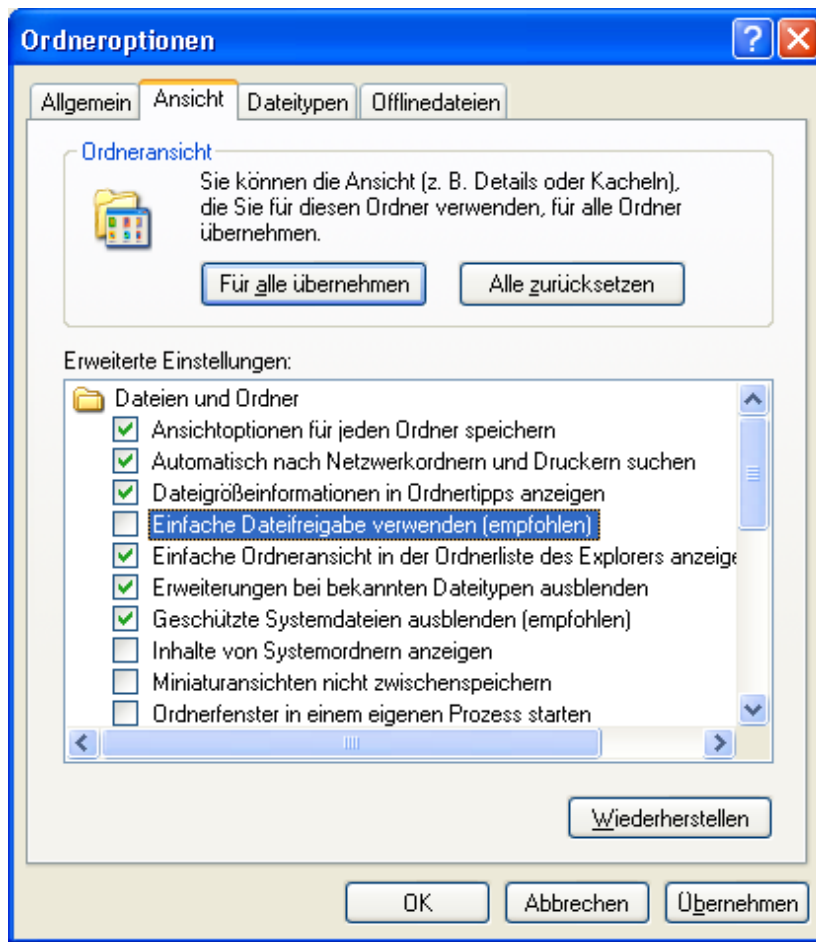 Ordneroptionen
Allgemein Ansicht Dateitypen Offlinedateien
Ordneransicht
Sie können die Ansicht (z. B. Details oder Kacheln),
die Sie für diesen Ordner verwenden, für alle Ordner
übernehmen.
Für alle übernehmen Alle zurücksetzen
Erweiterte Einstellungen:
Dateien und Ordner
Ansichtoptionen für jeden Ordner speichern
Automatisch nach Netzwerkordnern und Druckern suchen
Dateigrößeinformationen in Ordnertipps anzeigen
Einfache Dateifreigabe verwenden (empfohlen)
Einfache Ordneransicht in der Ordnerliste des Explorers anzeige
Erweiterungen bei bekannten Dateitypen ausblenden
Geschützte Systemdateien ausblenden (empfohlen)
Inhalte von Systemordnern anzeigen
Miniaturansichten nicht zwischenspeichern
Ordnerfenster in einem eigenen Prozess starten
Wiederherstellen
OK Abbrechen Übernehmen